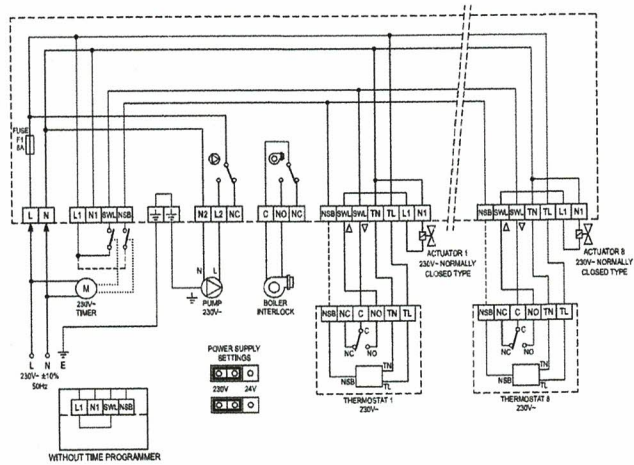 FUSE
F1
6A
L N
L1 N1 SWL NSB
N2 L2 NC
C NO NC
NSB SWL SWL TN TL L1 N1
NSB SWL SWL TN TL L1 N1
ACTUATOR 1
230V~ NORMALLY
CLOSED TYPE
ACTUATOR 8
230V~ NORMALLY
CLOSED TYPE
M
230V~
TIMER
N L
PUMP
230V~
BOILER
INTERLOCK
NSB NC C NO TN TL
C
NC NO
TN
NSB TL
THERMOSTAT 1
230V~
NSB NC C NO TN TL
C
NC NO
TN
NSB TL
THERMOSTAT 8
230V~
L N E
230V~ ±10%
50Hz
POWER SUPPLY
SETTINGS
230V 24V
L1 N1 SWL NSB
WITHOUT TIME PROGRAMMER